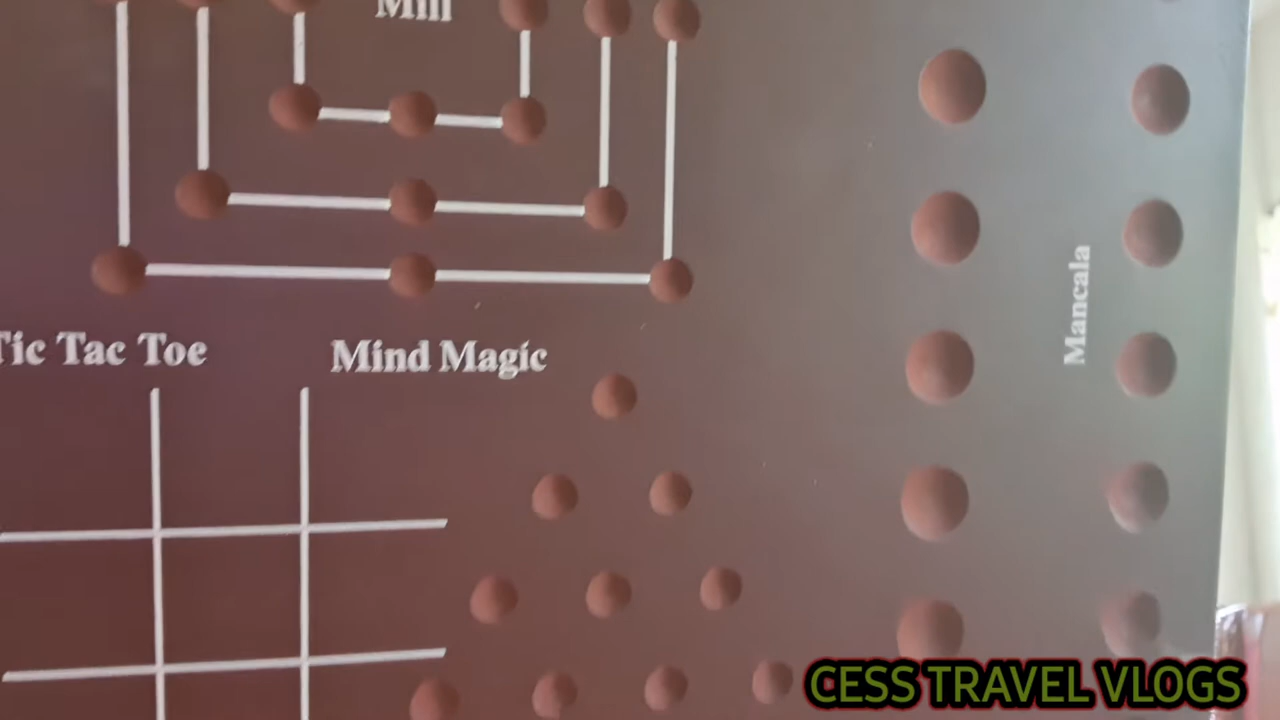 Mill
Tic Tac Toe
Mind Magic
Mancala
CESS TRAVEL VLOGS